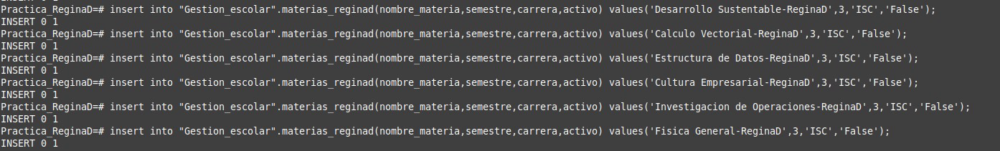 Practica_ReginaD=# insert into "Gestion_escolar".materias_reginad(nombre_materia,semestre,carrera,activo) values('Desarrollo Sustentable-ReginaD',3,'ISC','False');
INSERT 0 1
Practica_ReginaD=# insert into "Gestion_escolar".materias_reginad(nombre_materia,semestre,carrera,activo) values('Calculo Vectorial-ReginaD',3,'ISC','False');
INSERT 0 1
Practica_ReginaD=# insert into "Gestion_escolar".materias_reginad(nombre_materia,semestre,carrera,activo) values('Estructura de Datos-ReginaD',3,'ISC','False');
INSERT 0 1
Practica_ReginaD=# insert into "Gestion_escolar".materias_reginad(nombre_materia,semestre,carrera,activo) values('Cultura Empresarial-ReginaD',3,'ISC','False');
INSERT 0 1
Practica_ReginaD=# insert into "Gestion_escolar".materias_reginad(nombre_materia,semestre,carrera,activo) values('Investigacion de Operaciones-ReginaD',3,'ISC','False');
INSERT 0 1
Practica_ReginaD=# insert into "Gestion_escolar".materias_reginad(nombre_materia,semestre,carrera,activo) values('Fisica General-ReginaD',3,'ISC','False');
INSERT 0 1